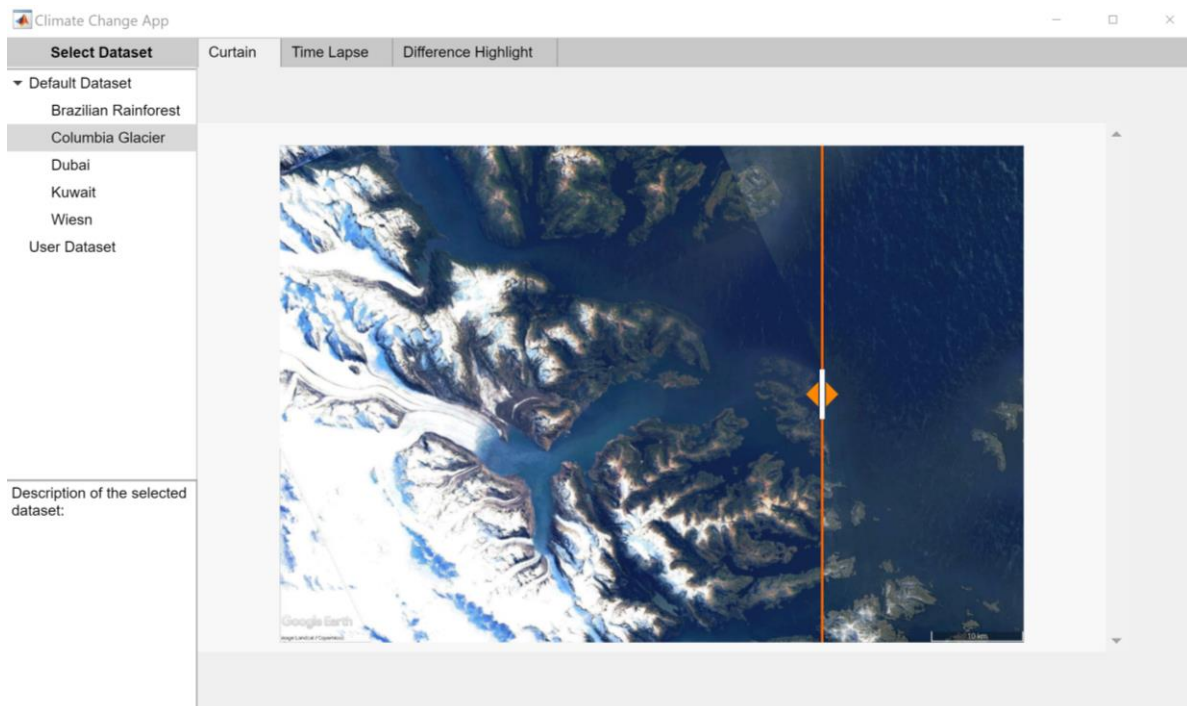 Climate Change App
Select Dataset
Curtain
Time Lapse
Difference Highlight
Default Dataset
Brazilian Rainforest
Columbia Glacier
Dubai
Kuwait
Wiesn
User Dataset
Description of the selected
dataset:
Google Earth
10 km